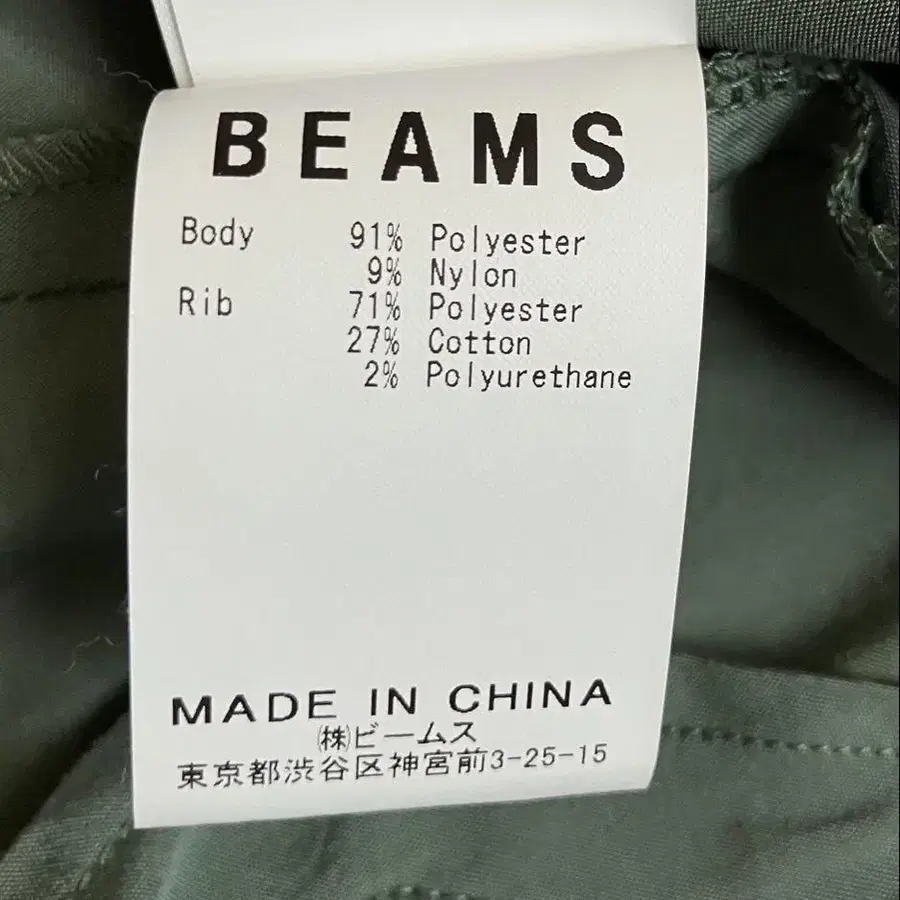 BEAMS
Body 91% Polyester
9% Nylon
Rib 71% Polyester
27% Cotton
2% Polyurethane
MADE IN CHINA
㈱ビームス
東京都渋谷区神宮前3-25-15